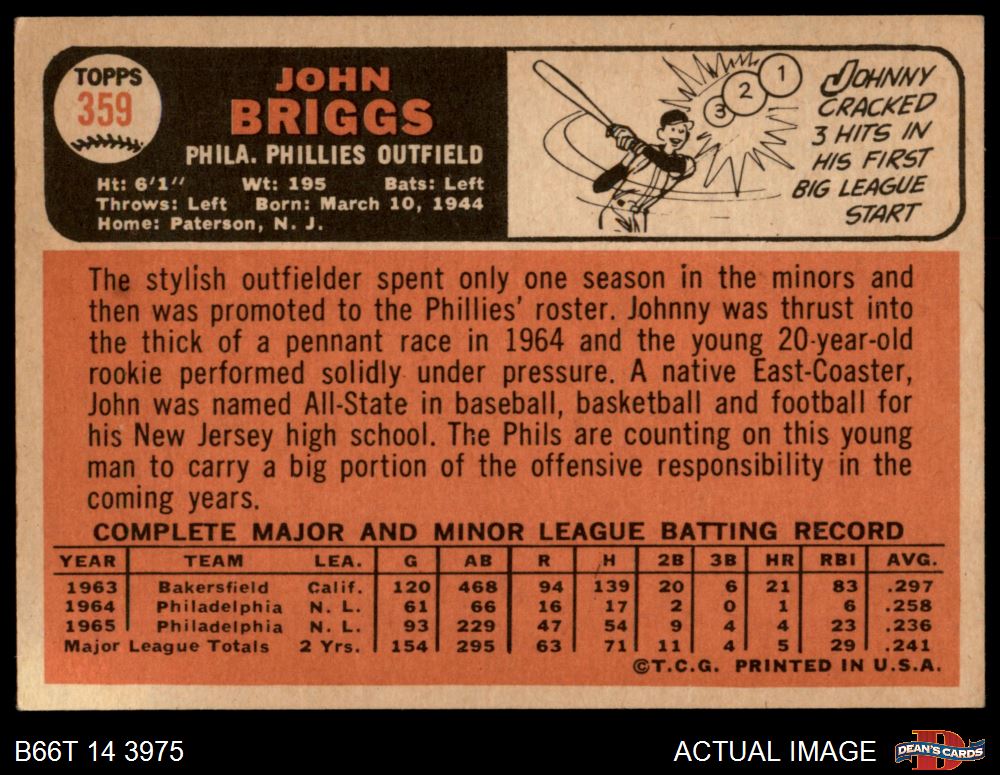 TOPPS
359
JOHN
BRIGGS
PHILA. PHILLIES OUTFIELD
Ht: 6'1" Wt: 195 Bats: Left
Throws: Left Born: March 10, 1944
Home: Paterson, N. J.
1
2
3
JOHNNY
CRACKED
3 HITS IN
HIS FIRST
BIG LEAGUE
START
The stylish outfielder spent only one season in the minors and
then was promoted to the Phillies' roster. Johnny was thrust into
the thick of a pennant race in 1964 and the young 20-year-old
rookie performed solidly under pressure. A native East-Coaster,
John was named All-State in baseball, basketball and football for
his New Jersey high school. The Phils are counting on this young
man to carry a big portion of the offensive responsibility in the
coming years.
COMPLETE MAJOR AND MINOR LEAGUE BATTING RECORD
YEAR TEAM LEA. G AB R H 2B 3B HR RBI AVG.
1963 Bakersfield Calif. 120 468 94 139 20 6 21 83 .297
1964 Philadelphia N. L. 61 66 16 17 2 0 1 6 .258
1965 Philadelphia N. L. 93 229 47 54 9 4 4 23 .236
Major League Totals 2 Yrs. 154 295 63 71 11 4 5 29 .241
©T.C.G. PRINTED IN U.S.A.
B66T 14 3975
ACTUAL IMAGE
DEAN'S CARDS